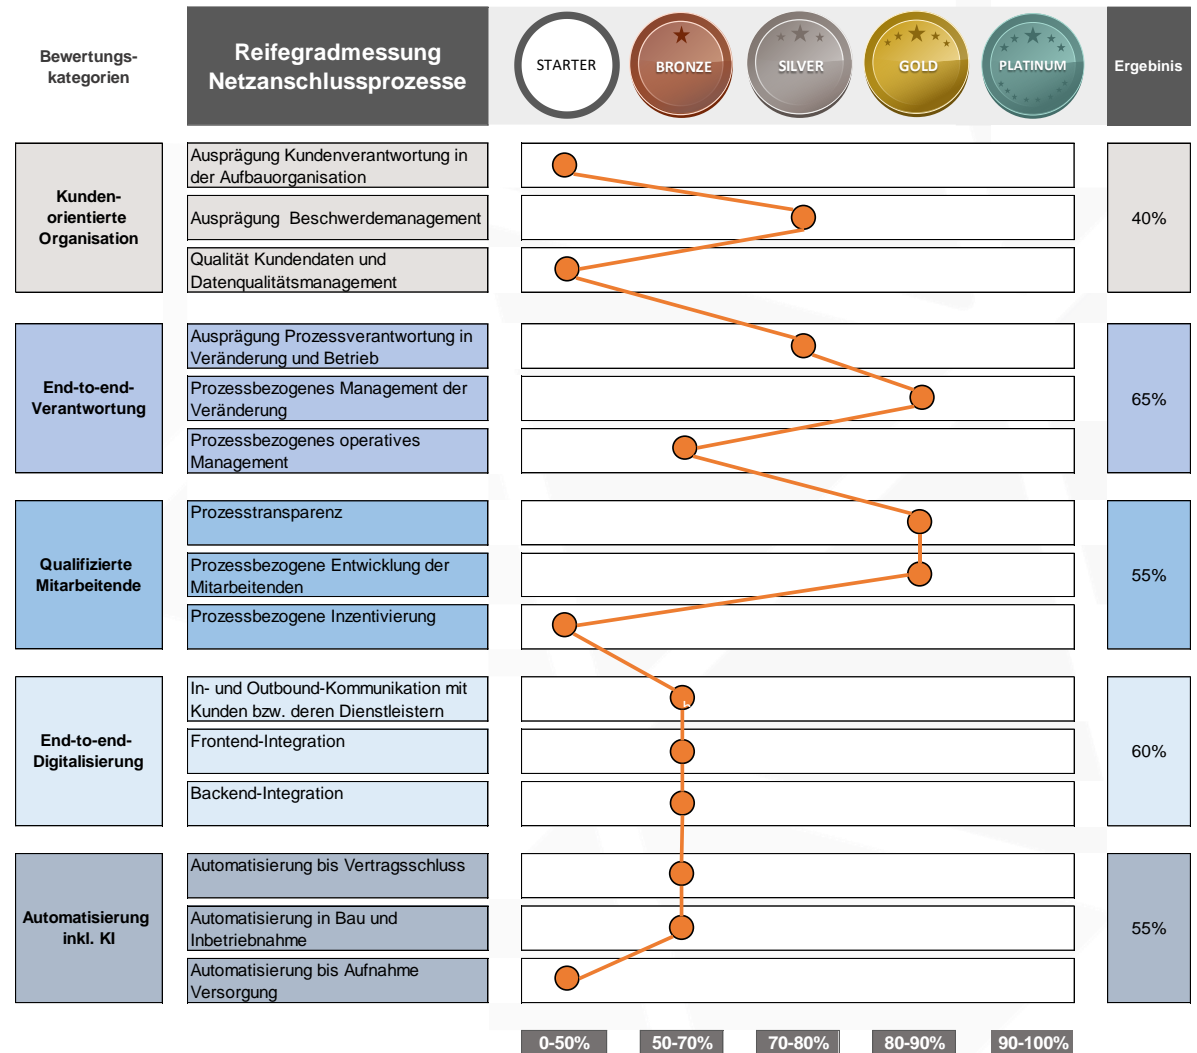 Bewertungs-
kategorien
Reifegradmessung
Netzanschlussprozesse
STARTER
BRONZE
SILVER
GOLD
PLATINUM
Ergebinis
Kunden-
orientierte
Organisation
Ausprägung Kundenverantwortung in
der Aufbauorganisation
Ausprägung Beschwerdemanagement
Qualität Kundendaten und
Datenqualitätsmanagement
40%
End-to-end-
Verantwortung
Ausprägung Prozessverantwortung in
Veränderung und Betrieb
Prozessbezogenes Management der
Veränderung
Prozessbezogenes operatives
Management
65%
Qualifizierte
Mitarbeitende
Prozesstransparenz
Prozessbezogene Entwicklung der
Mitarbeitenden
Prozessbezogene Inzentivierung
55%
End-to-end-
Digitalisierung
In- und Outbound-Kommunikation mit
Kunden bzw. deren Dienstleistern
Frontend-Integration
Backend-Integration
60%
Automatisierung
inkl. KI
Automatisierung bis Vertragsschluss
Automatisierung in Bau und
Inbetriebnahme
Automatisierung bis Aufnahme
Versorgung
55%
0-50%
50-70%
70-80%
80-90%
90-100%